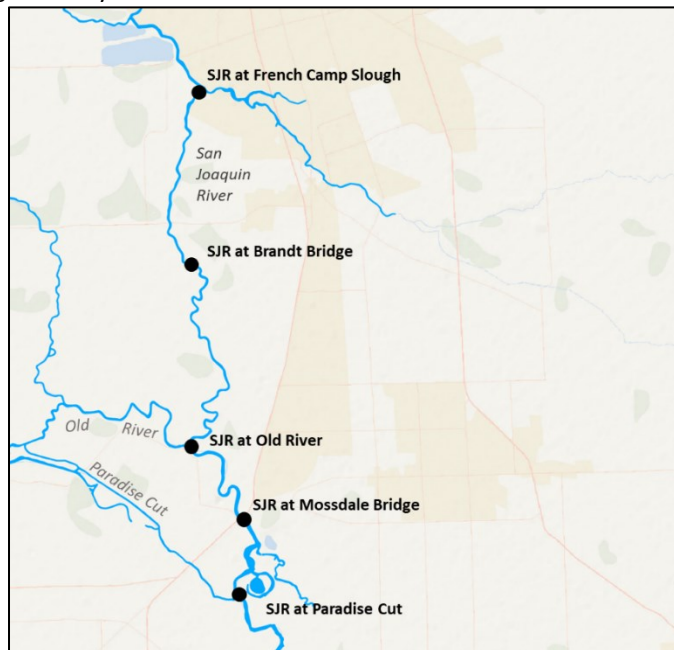 SJR at French Camp Slough
San
Joaquin
River
SJR at Brandt Bridge
Old River
SJR at Old River
Paradise Cut
SJR at Mossdale Bridge
SJR at Paradise Cut